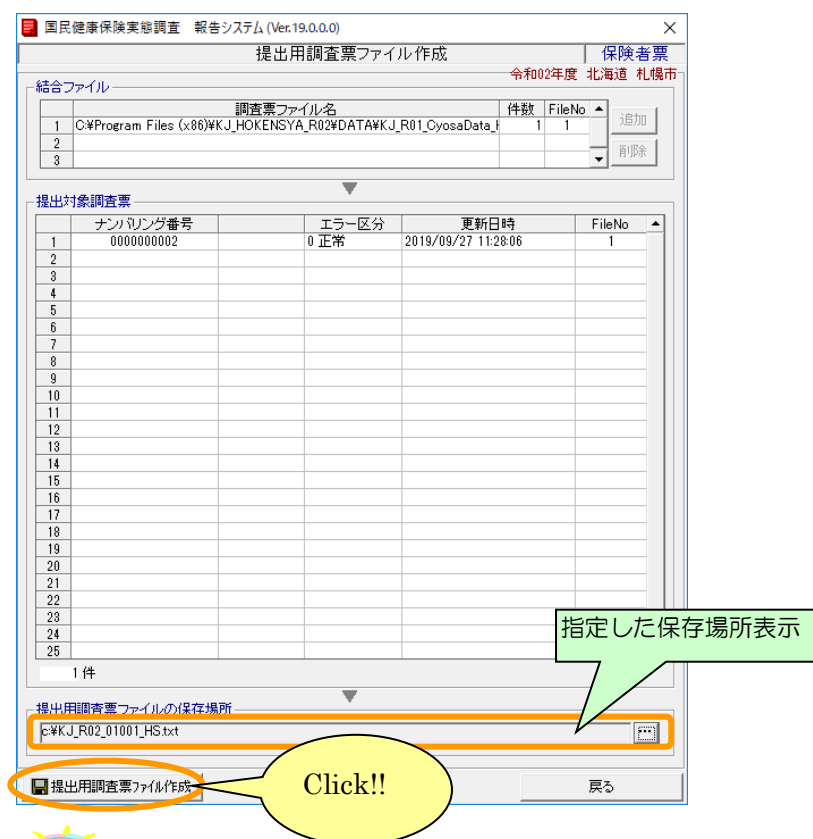 国民健康保険実態調査 報告システム (Ver.19.0.0.0)
提出用調査票ファイル作成 保険者票
令和02年度 北海道 札幌市
結合ファイル
調査票ファイル名 件数 FileNo
1 C:¥Program Files (x86)¥KJ_HOKENSYA_R02¥DATA¥KJ_R01_CyosaData_H 1 1
2
3
追加
削除
提出対象調査票
ナンバリング番号 エラー区分 更新日時 FileNo
1 0000000002 0 正常 2019/09/27 11:28:06 1
2
3
4
5
6
7
8
9
10
11
12
13
14
15
16
17
18
19
20
21
22
23
24
25
指定した保存場所表示
1 件
提出用調査票ファイルの保存場所
c:¥KJ_R02_01001_HS.txt ...
提出用調査票ファイル作成
Click!!
戻る